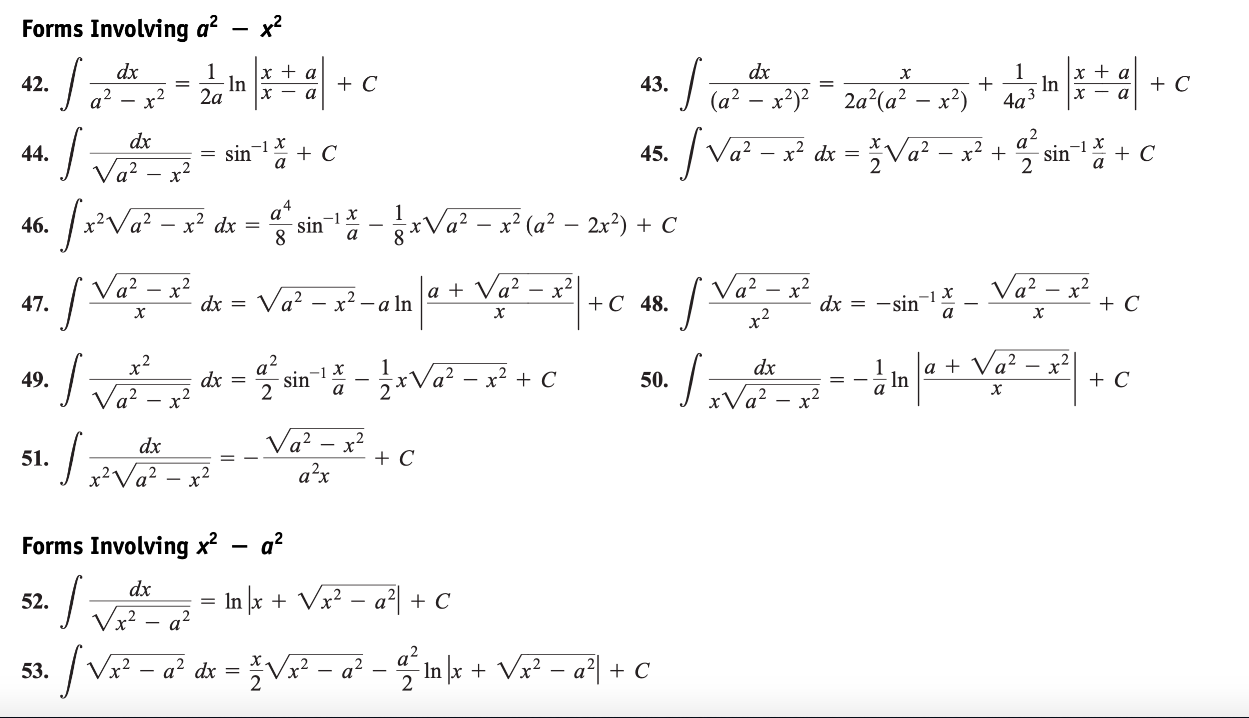 Forms Involving a² − x²
42. ∫ dx/(a² − x²) = 1/(2a) ln |(x + a)/(x − a)| + C
43. ∫ dx/(a² − x²)² = x/(2a²(a² − x²)) + 1/(4a³) ln |(x + a)/(x − a)| + C
44. ∫ dx/√(a² − x²) = sin⁻¹ x/a + C
45. ∫ √(a² − x²) dx = x/2 √(a² − x²) + a²/2 sin⁻¹ x/a + C
46. ∫ x²√(a² − x²) dx = a⁴/8 sin⁻¹ x/a − 1/8 x√(a² − x²) (a² − 2x²) + C
47. ∫ √(a² − x²)/x dx = √(a² − x²) − a ln |(a + √(a² − x²))/x| + C
48. ∫ √(a² − x²)/x² dx = −sin⁻¹ x/a − √(a² − x²)/x + C
49. ∫ x²/√(a² − x²) dx = a²/2 sin⁻¹ x/a − 1/2 x√(a² − x²) + C
50. ∫ dx/(x√(a² − x²)) = − 1/a ln |(a + √(a² − x²))/x| + C
51. ∫ dx/(x²√(a² − x²)) = − √(a² − x²)/(a²x) + C
Forms Involving x² − a²
52. ∫ dx/√(x² − a²) = ln |x + √(x² − a²)| + C
53. ∫ √(x² − a²) dx = x/2 √(x² − a²) − a²/2 ln |x + √(x² − a²)| + C